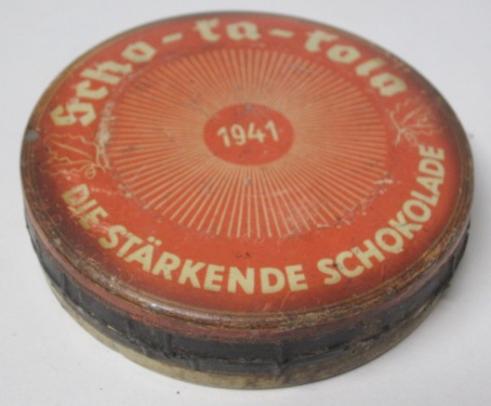 Scho-ka-kola
1941
DIE STÄRKENDE SCHOKOLADE